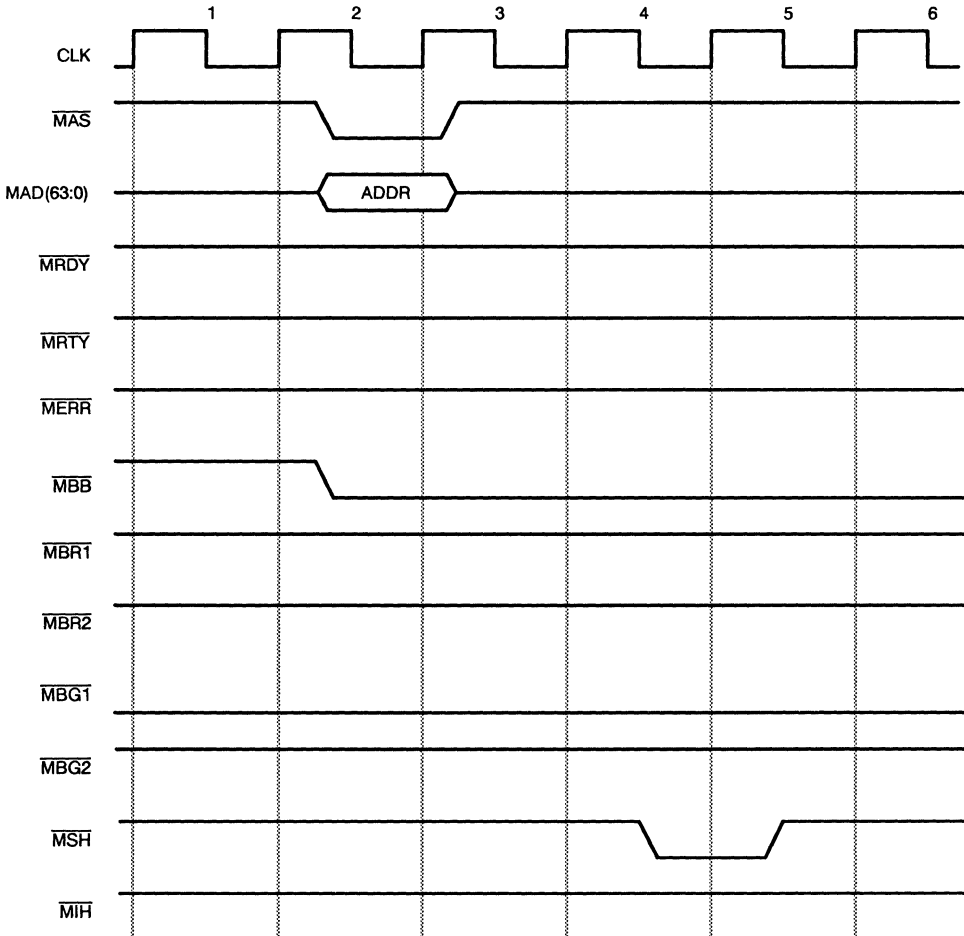 1 2 3 4 5 6
CLK
MAS
MAD(63:0)
ADDR
MRDY
MRTY
MERR
MBB
MBR1
MBR2
MBG1
MBG2
MSH
MIH